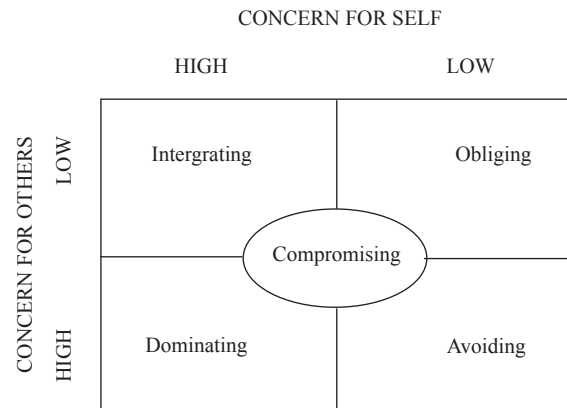 CONCERN FOR SELF
HIGH LOW
CONCERN FOR OTHERS
LOW
Intergrating Obliging
Compromising
HIGH
Dominating Avoiding